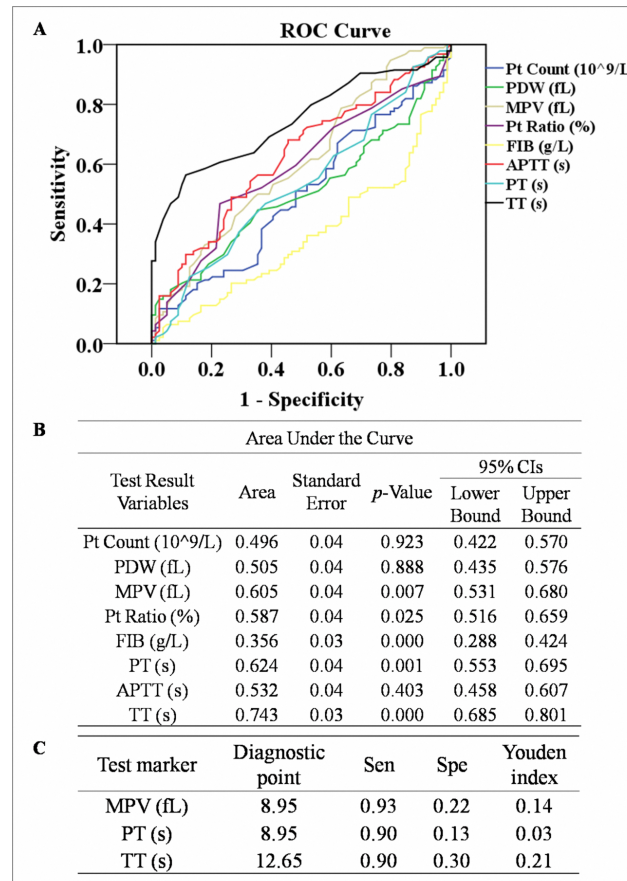 A
ROC Curve
1.0
0.8
0.6
0.4
0.2
0.0
Sensitivity
0.0 0.2 0.4 0.6 0.8 1.0
1 - Specificity
Pt Count (10^9/L
PDW (fL)
MPV (fL)
Pt Ratio (%)
FIB (g/L)
APTT (s)
PT (s)
TT (s)
B
Area Under the Curve
Test Result Variables Area Standard Error p-Value 95% CIs Lower Bound Upper Bound
Pt Count (10^9/L) 0.496 0.04 0.923 0.422 0.570
PDW (fL) 0.505 0.04 0.888 0.435 0.576
MPV (fL) 0.605 0.04 0.007 0.531 0.680
Pt Ratio (%) 0.587 0.04 0.025 0.516 0.659
FIB (g/L) 0.356 0.03 0.000 0.288 0.424
PT (s) 0.624 0.04 0.001 0.553 0.695
APTT (s) 0.532 0.04 0.403 0.458 0.607
TT (s) 0.743 0.03 0.000 0.685 0.801
C
Test marker Diagnostic point Sen Spe Youden index
MPV (fL) 8.95 0.93 0.22 0.14
PT (s) 8.95 0.90 0.13 0.03
TT (s) 12.65 0.90 0.30 0.21